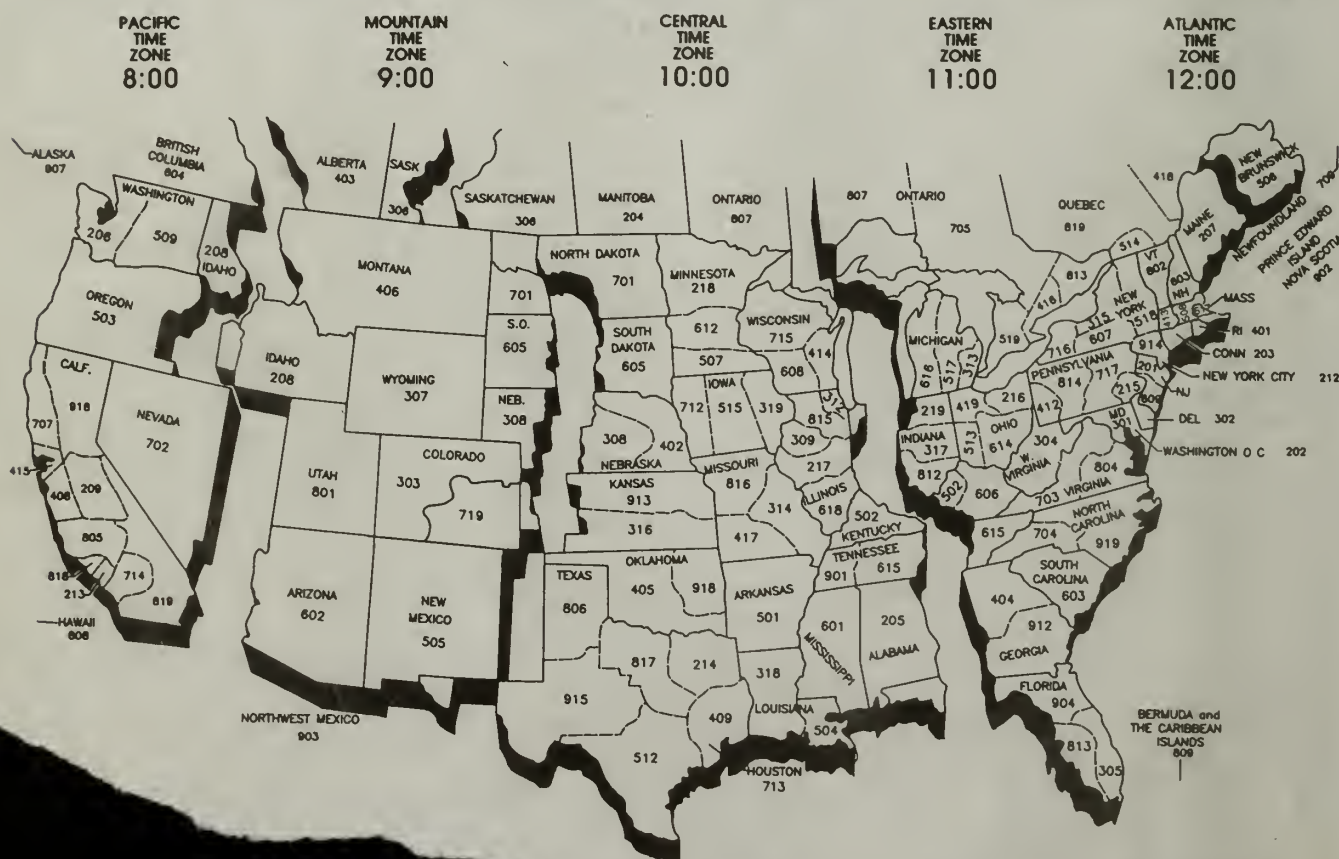 PACIFIC
TIME
ZONE
8:00
MOUNTAIN
TIME
ZONE
9:00
CENTRAL
TIME
ZONE
10:00
EASTERN
TIME
ZONE
11:00
ATLANTIC
TIME
ZONE
12:00
ALASKA
907
BRITISH
COLUMBIA
604
ALBERTA
403
SASK
306
SASKATCHEWAN
306
MANITOBA
204
ONTARIO
807
807
ONTARIO
705
QUEBEC
819
418
NEW
BRUNSWICK
506
709
NEWFOUNDLAND
PRINCE EDWARD
ISLAND
NOVA SCOTIA
902
WASHINGTON
206
509
208
IDAHO
OREGON
503
CALF.
916
707
415
408
209
805
818
213
714
619
HAWAII
808
NEVADA
702
MONTANA
406
IDAHO
208
WYOMING
307
UTAH
801
COLORADO
303
719
ARIZONA
602
NEW
MEXICO
505
NORTHWEST MEXICO
903
701
S.O.
605
NEB.
308
NORTH DAKOTA
701
SOUTH
DAKOTA
605
308
402
NEBRASKA
KANSAS
913
316
OKLAHOMA
405
918
TEXAS
806
817
214
915
409
512
HOUSTON
713
MINNESOTA
218
612
507
WISCONSIN
715
414
608
IOWA
712
515
319
815
309
217
ILLINOIS
618
MISSOURI
816
314
417
ARKANSAS
501
318
LOUISIANA
504
502
KENTUCKY
TENNESSEE
901
615
601
MISSISSIPPI
205
ALABAMA
MICHIGAN
616
517
313
519
416
813
514
219
419
216
INDIANA
317
812
513
OHIO
614
502
606
304
W.
VIRGINIA
703
VIRGINIA
804
615
704
NORTH
CAROLINA
919
SOUTH
CAROLINA
603
404
912
GEORGIA
FLORIDA
904
813
305
MAINE
207
VT
802
603
NH
NEW
YORK
315
518
607
716
914
PENNSYLVANIA
814
717
412
215
201
609
MD
301
413
MASS
RI 401
CONN 203
NEW YORK CITY 212
NJ
DEL 302
WASHINGTON O C 202
BERMUDA and
THE CARIBBEAN
ISLANDS
809